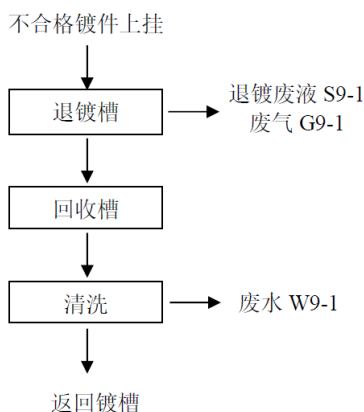 不合格镀件上挂
退镀槽
退镀废液 S9-1
废气 G9-1
回收槽
清洗
废水 W9-1
返回镀槽